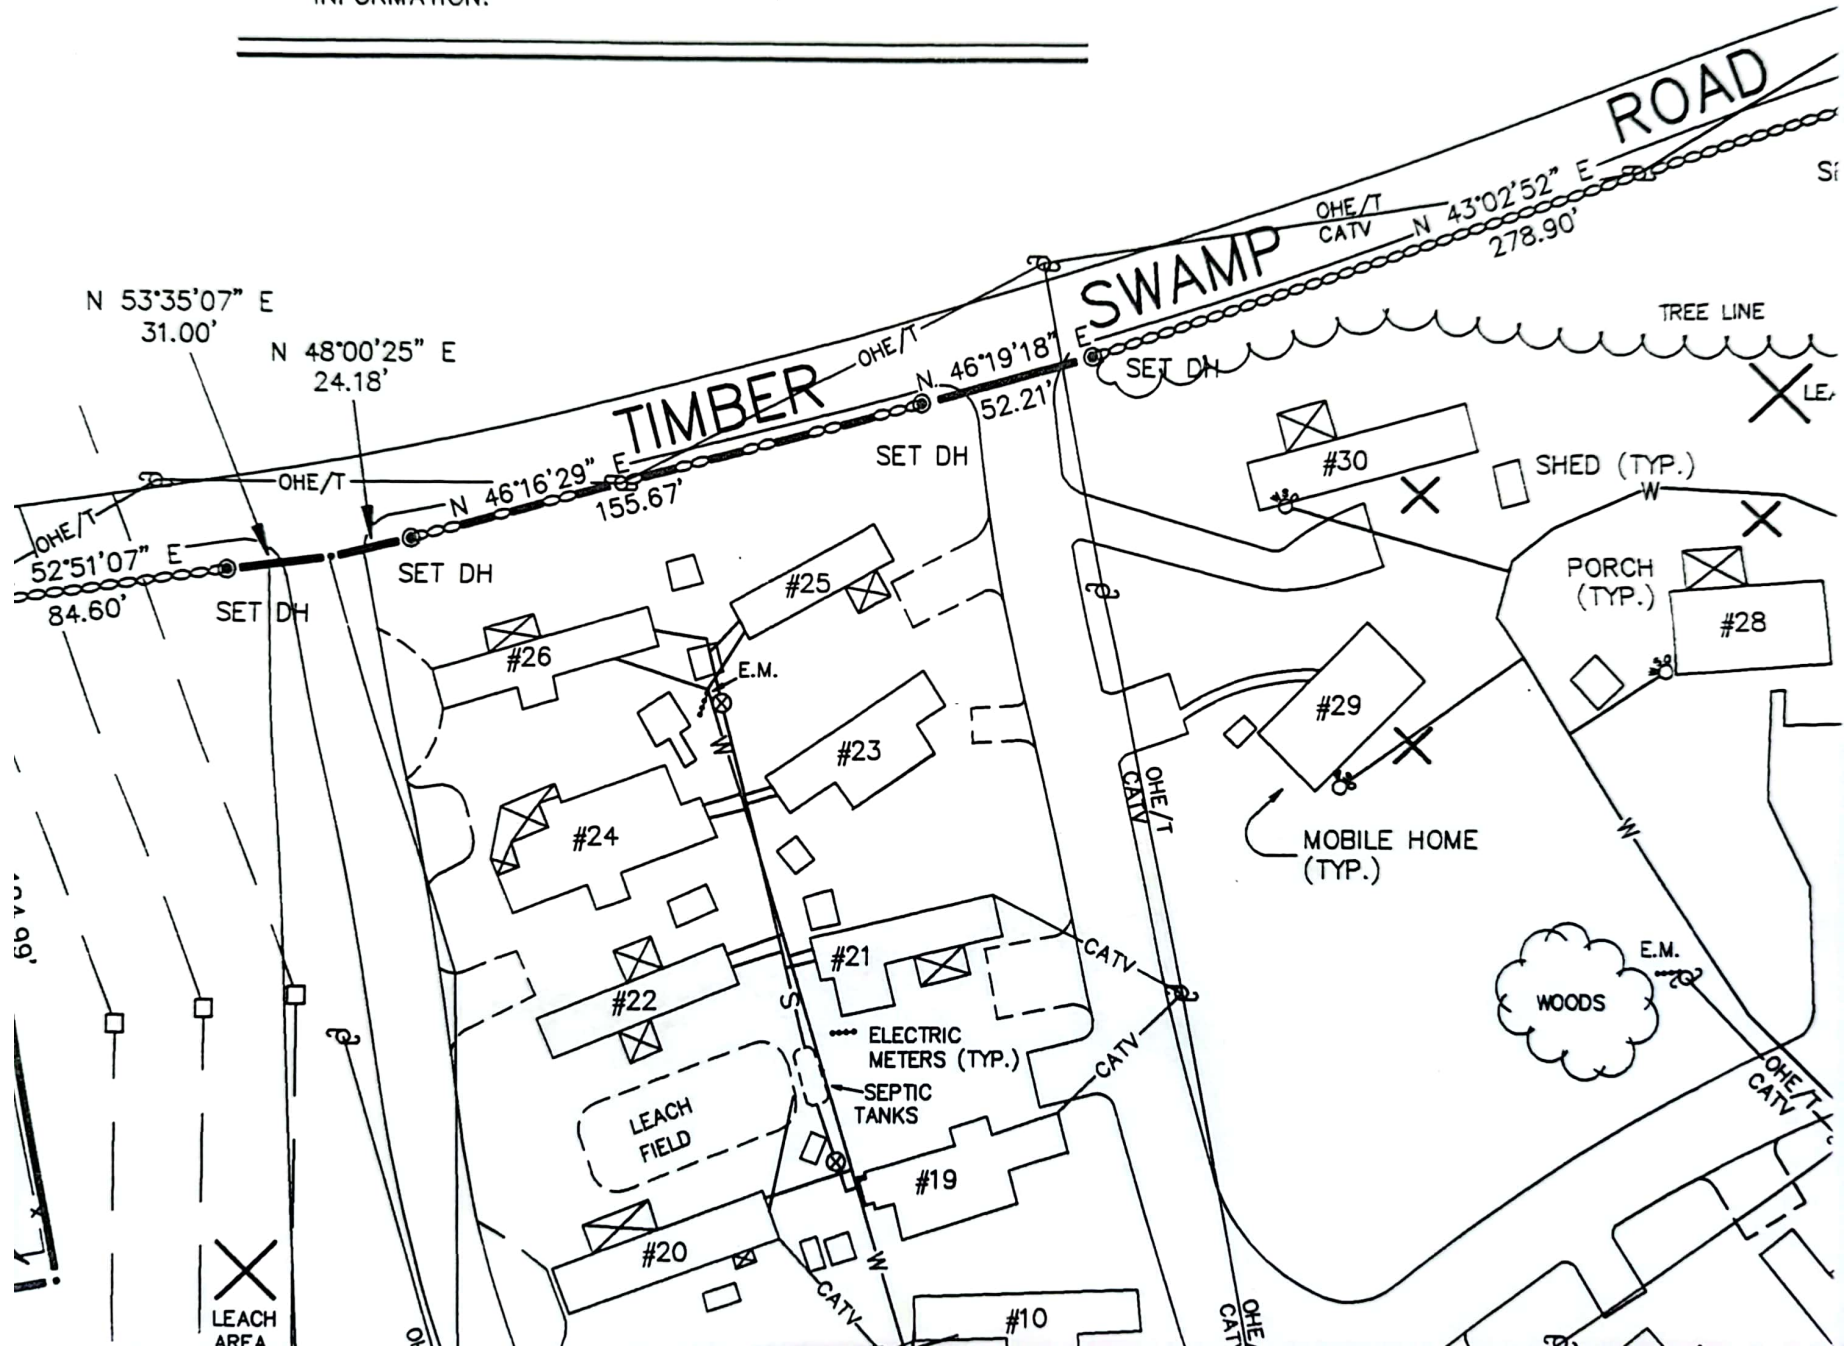 INFORMATION.
ROAD
SWAMP
TIMBER
N 43°02'52" E
278.90'
OHE/T
CATV
N 53°35'07" E
31.00'
N 48°00'25" E
24.18'
TREE LINE
OHE/T
N 46°19'18" E
52.21'
SET DH
SET DH
OHE/T
N 46°16'29" E
155.67'
SET DH
OHE/T
52°51'07" E
84.60'
SET DH
#30
SHED (TYP.)
W
PORCH
(TYP.)
#28
#25
#26
E.M.
W
#29
#23
#24
OHE/T
CATV
MOBILE HOME
(TYP.)
W
CATV
#21
#22
S
E.M.
WOODS
ELECTRIC
METERS (TYP.)
CATV
SEPTIC
TANKS
OHE/T
CATV
LEACH
FIELD
#19
#20
W
CATV
LEACH
AREA
#10